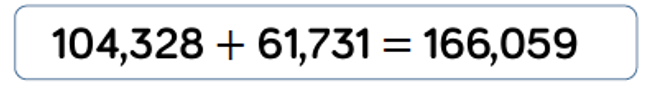 104,328 + 61,731 = 166,059